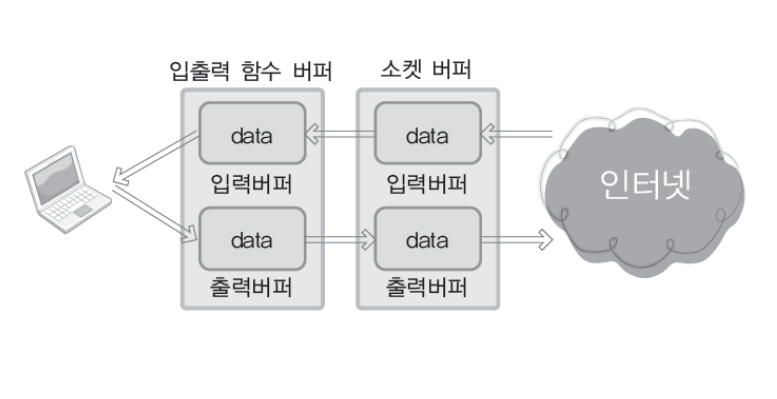 입출력 함수 버퍼
소켓 버퍼
data
data
입력버퍼
입력버퍼
인터넷
data
data
출력버퍼
출력버퍼